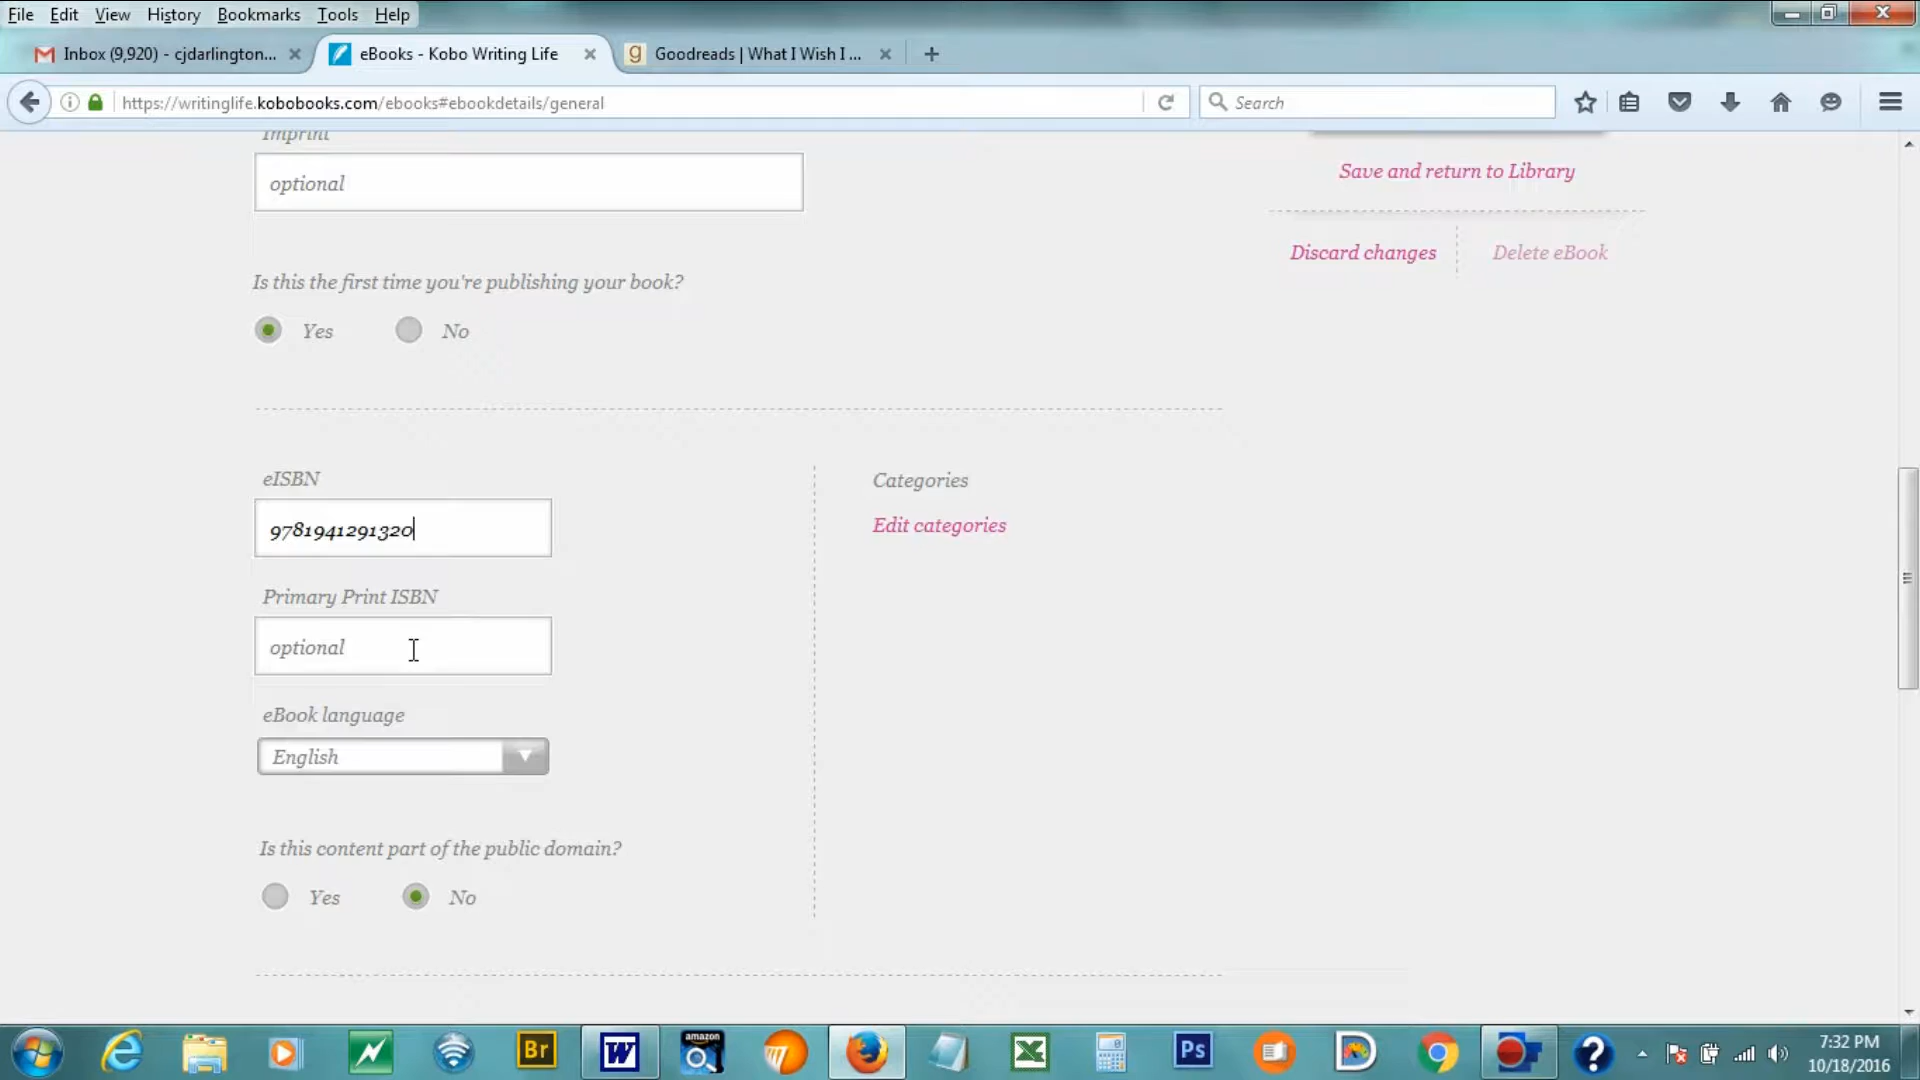 File Edit View History Bookmarks Tools Help
Inbox (9,920) - cjdarlington... eBooks - Kobo Writing Life Goodreads | What I Wish I ...
https://writinglife.kobobooks.com/ebooks#ebookdetails/general Search
Imprint
optional
Save and return to Library
Discard changes Delete eBook
Is this the first time you're publishing your book?
Yes No
eISBN
9781941291320
Categories
Edit categories
Primary Print ISBN
optional
eBook language
English
Is this content part of the public domain?
Yes No
Br W amazon Ps
7:32 PM
10/18/2016